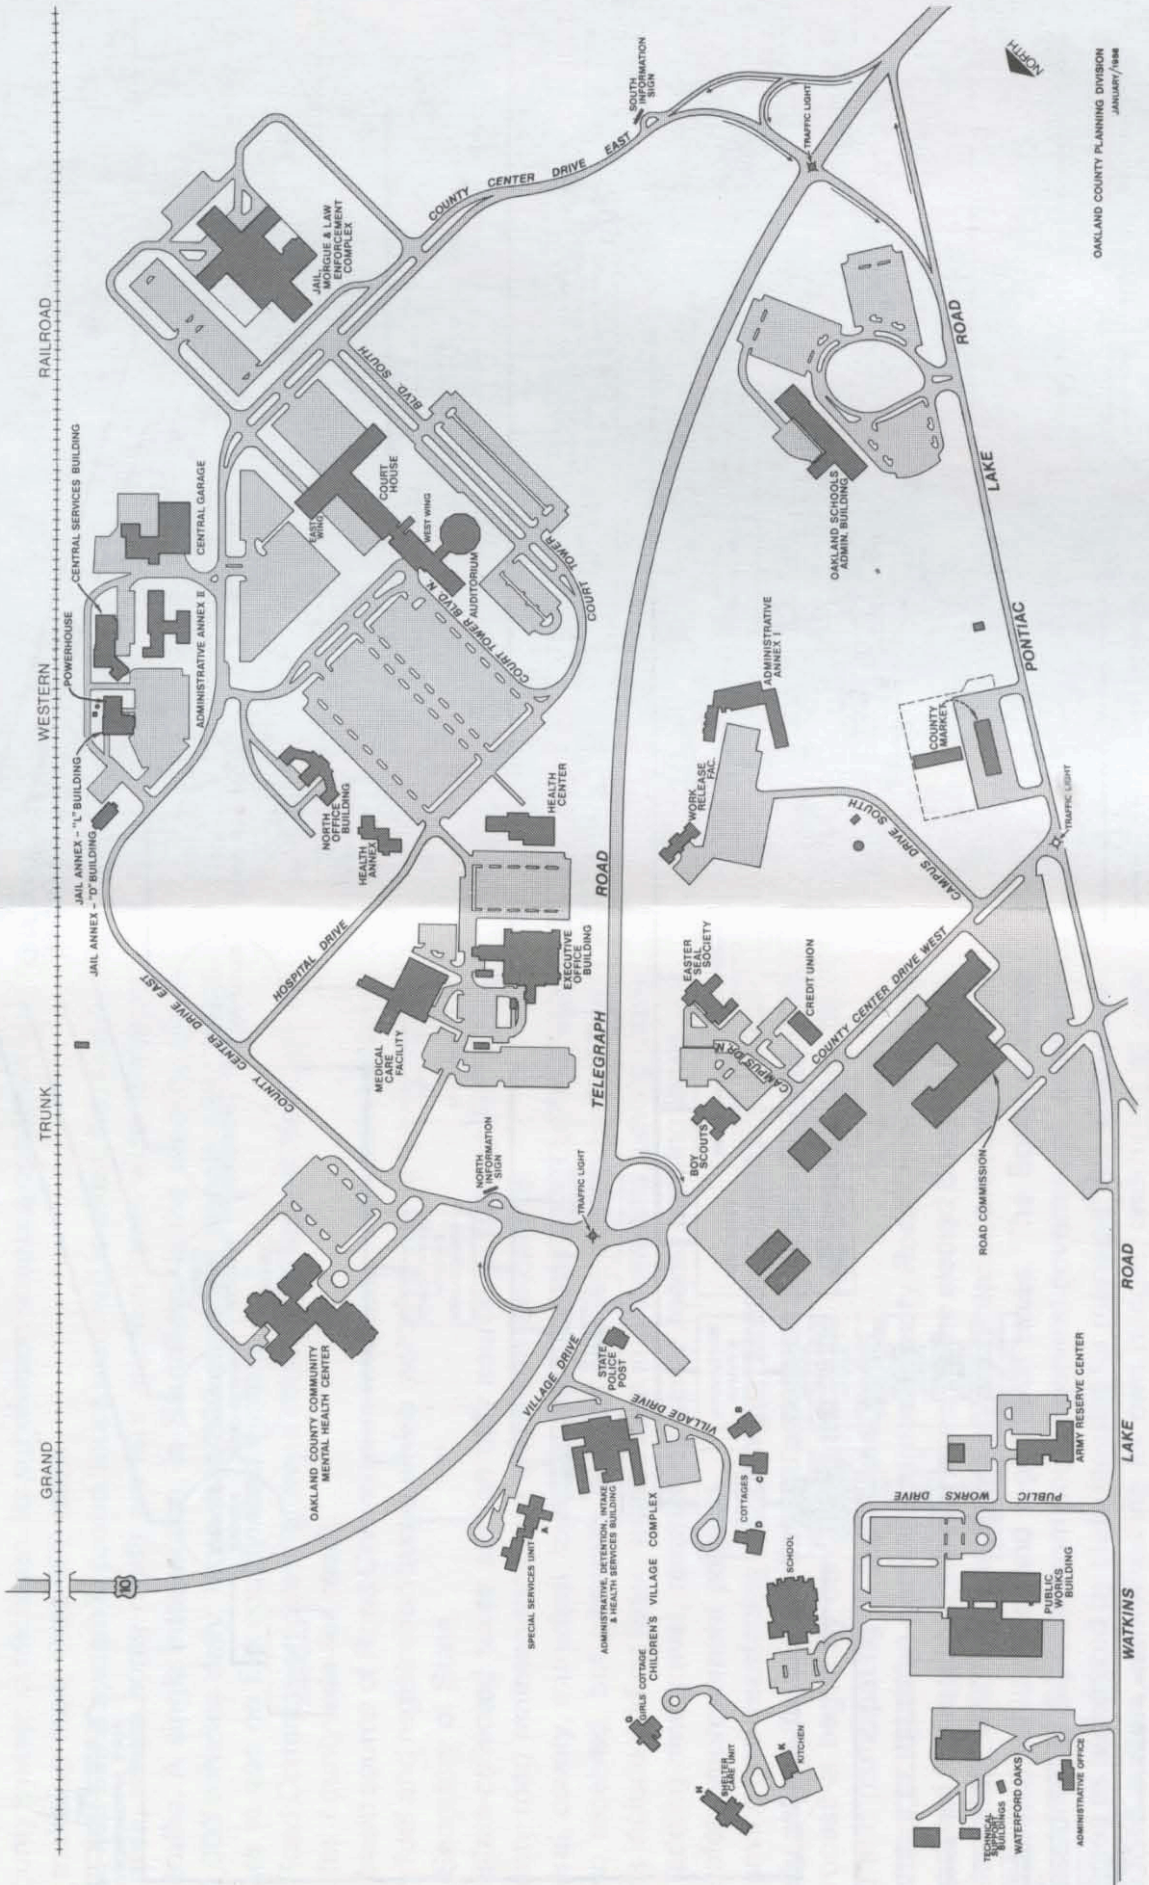 GRAND
TRUNK
WESTERN
RAILROAD
JAIL ANNEX - "D" BUILDING
JAIL ANNEX - "L" BUILDING
POWERHOUSE
CENTRAL SERVICES BUILDING
ADMINISTRATIVE ANNEX II
CENTRAL GARAGE
JAIL,
MORGUE & LAW
ENFORCEMENT
COMPLEX
COUNTY CENTER DRIVE EAST
SOUTH
INFORMATION
SIGN
TRAFFIC LIGHT
NORTH
OAKLAND COUNTY PLANNING DIVISION
JANUARY/1988
BLVD. SOUTH
COURT TOWER
EAST
WING
COURT
HOUSE
WEST WING
AUDITORIUM
COURT TOWER BLVD. N.
NORTH
OFFICE
BUILDING
HEALTH
ANNEX
HEALTH
CENTER
HOSPITAL DRIVE
COUNTY CENTER DRIVE EAST
MEDICAL
CARE
FACILITY
EXECUTIVE
OFFICE
BUILDING
NORTH
INFORMATION
SIGN
TRAFFIC LIGHT
OAKLAND COUNTY COMMUNITY
MENTAL HEALTH CENTER
TELEGRAPH ROAD
10
VILLAGE DRIVE
STATE
POLICE
POST
VILLAGE DRIVE
SPECIAL SERVICES UNIT
A
ADMINISTRATIVE, DETENTION, INTAKE
& HEALTH SERVICES BUILDING
CHILDREN'S VILLAGE COMPLEX
B
C
D
COTTAGES
SCHOOL
G
GIRLS COTTAGE
H
SHELTER
CARE UNIT
K
KITCHEN
BOY
SCOUTS
CAMPUS DR. N.
EASTER
SEAL
SOCIETY
CREDIT UNION
COUNTY CENTER DRIVE WEST
WORK
RELEASE
FAC.
ADMINISTRATIVE
ANNEX I
CAMPUS DRIVE SOUTH
COUNTY
MARKET
TRAFFIC LIGHT
OAKLAND SCHOOLS
ADMIN. BUILDING
PONTIAC LAKE ROAD
ROAD COMMISSION
ARMY RESERVE CENTER
PUBLIC WORKS DRIVE
PUBLIC
WORKS
BUILDING
TECHNICAL
SUPPORT
BUILDINGS
WATERFORD OAKS
ADMINISTRATIVE OFFICE
WATKINS LAKE ROAD